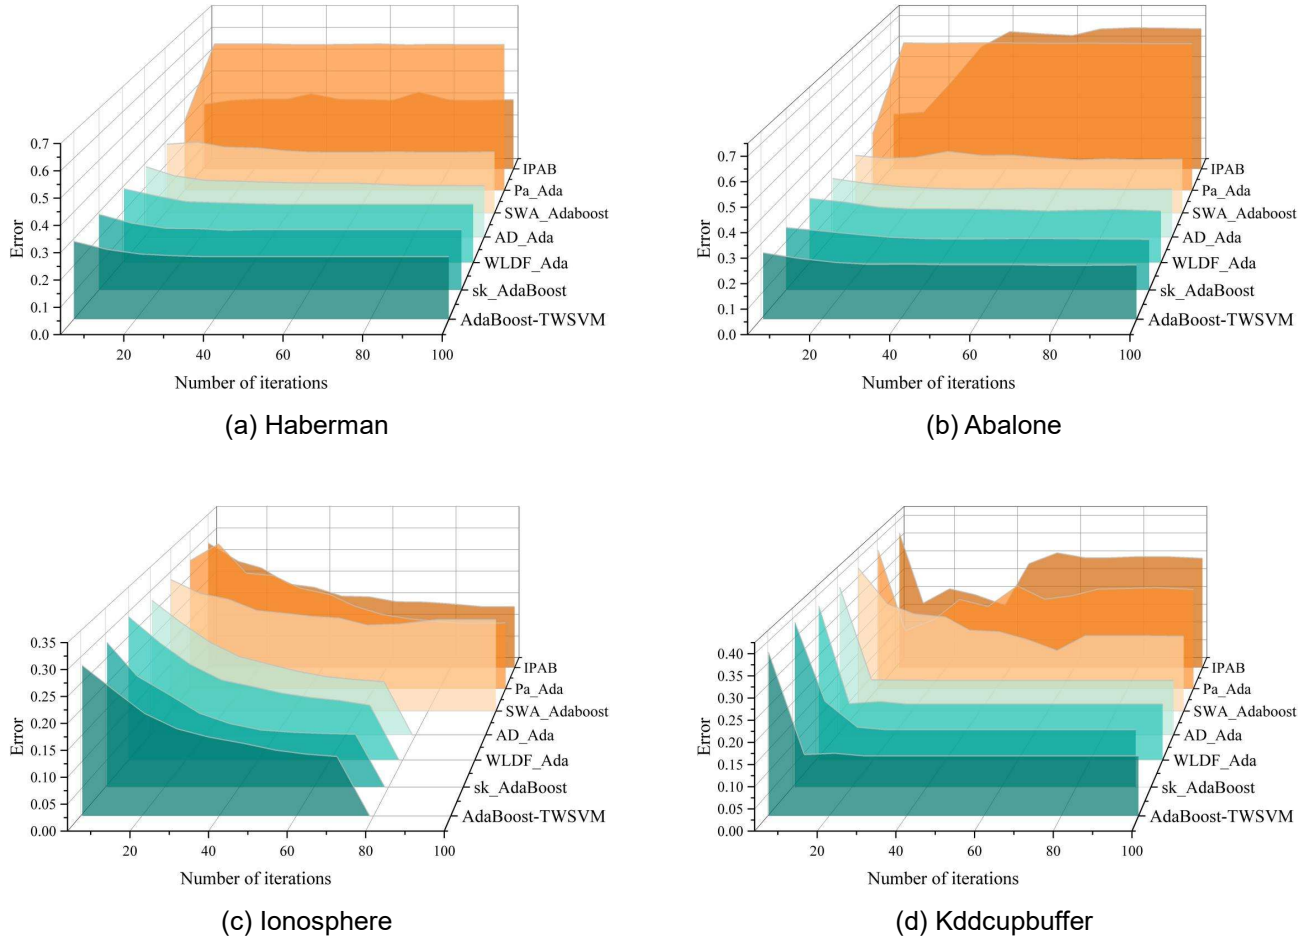 0.7
0.6
0.5
0.4
0.3
0.2
0.1
0.0
Error
20
40
60
80
100
Number of iterations
IPAB
Pa_Ada
SWA_Adaboost
AD_Ada
WLDF_Ada
sk_AdaBoost
AdaBoost-TWSVM
(a) Haberman
0.7
0.6
0.5
0.4
0.3
0.2
0.1
0.0
Error
20
40
60
80
100
Number of iterations
IPAB
Pa_Ada
SWA_Adaboost
AD_Ada
WLDF_Ada
sk_AdaBoost
AdaBoost-TWSVM
(b) Abalone
0.35
0.30
0.25
0.20
0.15
0.10
0.05
0.00
Error
20
40
60
80
100
Number of iterations
IPAB
Pa_Ada
SWA_Adaboost
AD_Ada
WLDF_Ada
sk_AdaBoost
AdaBoost-TWSVM
(c) Ionosphere
0.40
0.35
0.30
0.25
0.20
0.15
0.10
0.05
0.00
Error
20
40
60
80
100
Number of iterations
IPAB
Pa_Ada
SWA_Adaboost
AD_Ada
WLDF_Ada
sk_AdaBoost
AdaBoost-TWSVM
(d) Kddcupbuffer